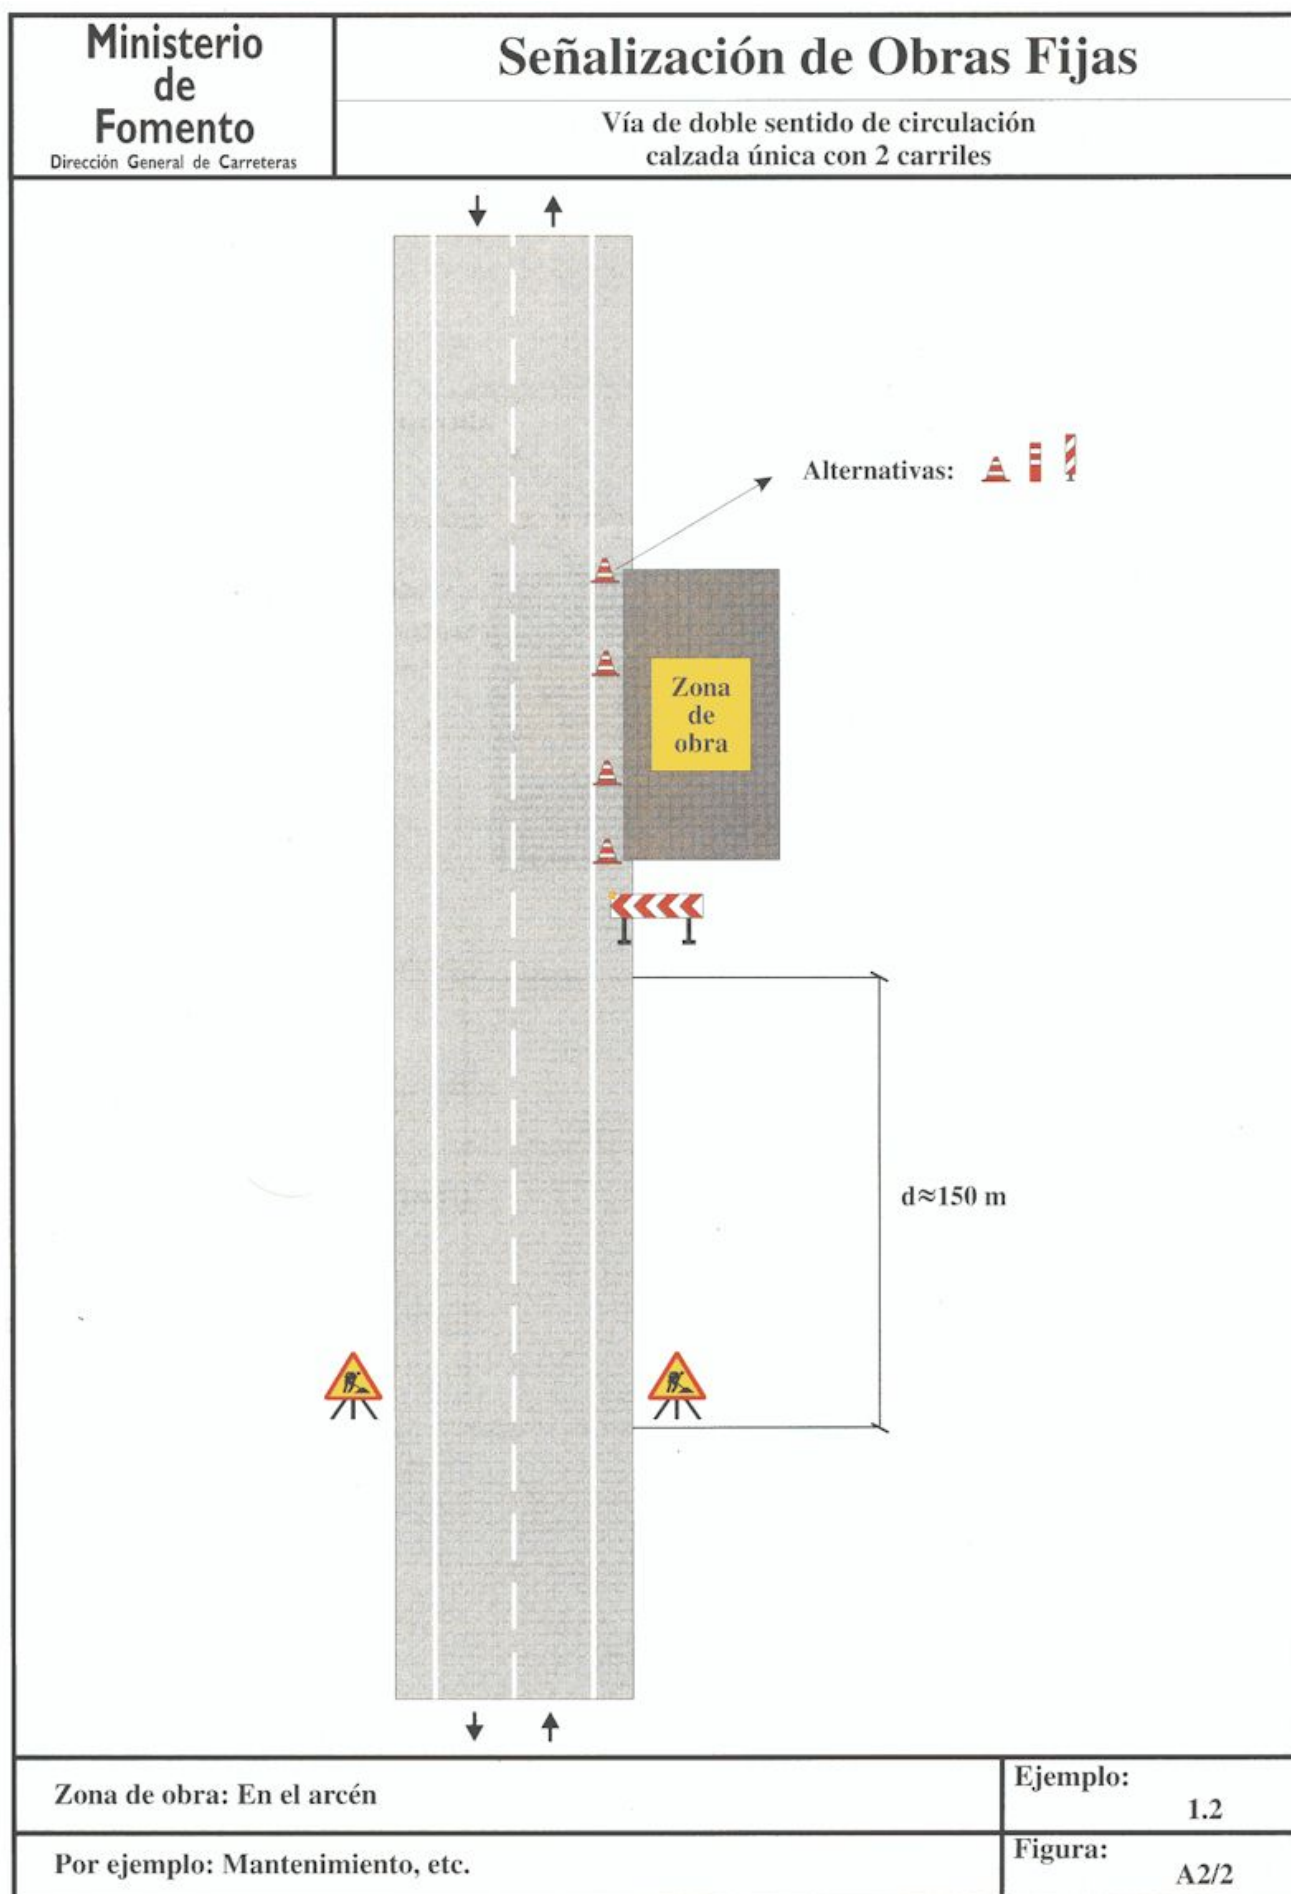 Ministerio
de
Fomento
Dirección General de Carreteras
Señalización de Obras Fijas
Vía de doble sentido de circulación
calzada única con 2 carriles
Alternativas:
Zona
de
obra
d≈150 m
Zona de obra: En el arcén
Ejemplo:
1.2
Por ejemplo: Mantenimiento, etc.
Figura:
A2/2